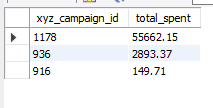 xyz_campaign_id total_spent
1178 55662.15
936 2893.37
916 149.71